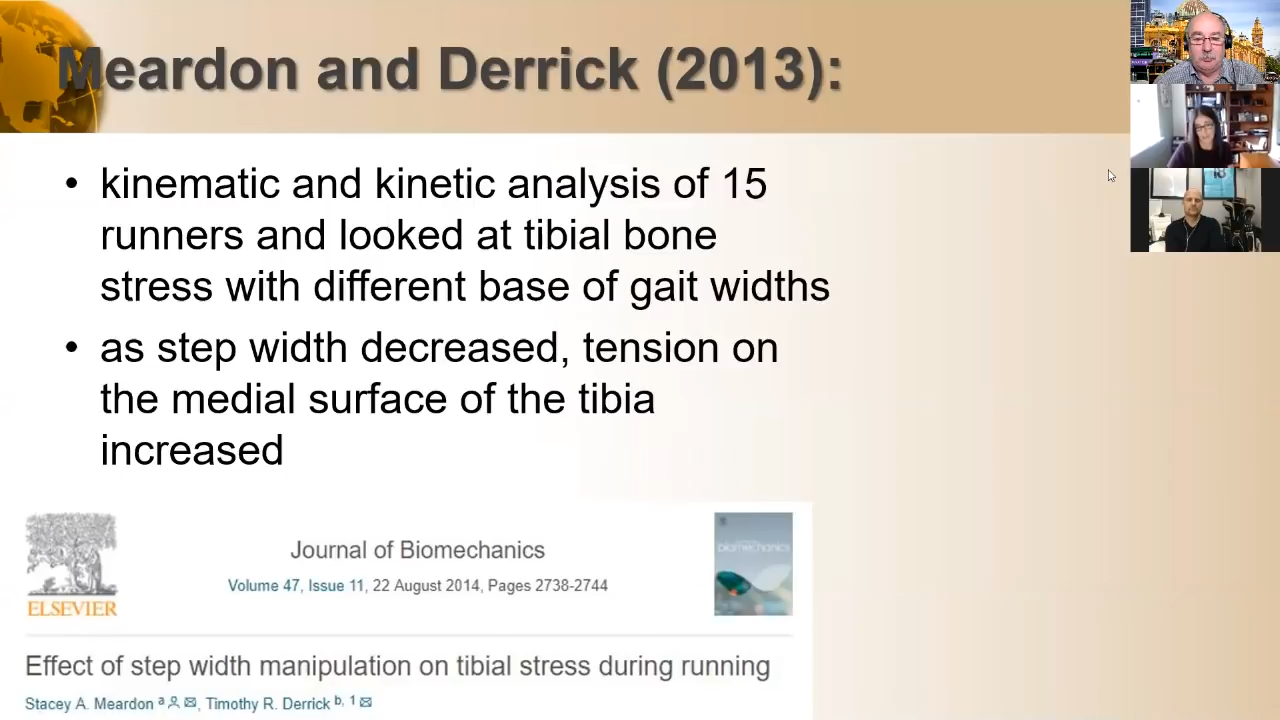 Meardon and Derrick (2013):
• kinematic and kinetic analysis of 15
runners and looked at tibial bone
stress with different base of gait widths
• as step width decreased, tension on
the medial surface of the tibia
increased
Journal of Biomechanics
biomechanics
Volume 47, Issue 11, 22 August 2014, Pages 2738-2744
ELSEVIER
Effect of step width manipulation on tibial stress during running
Stacey A. Meardon a, Timothy R. Derrick b, 1